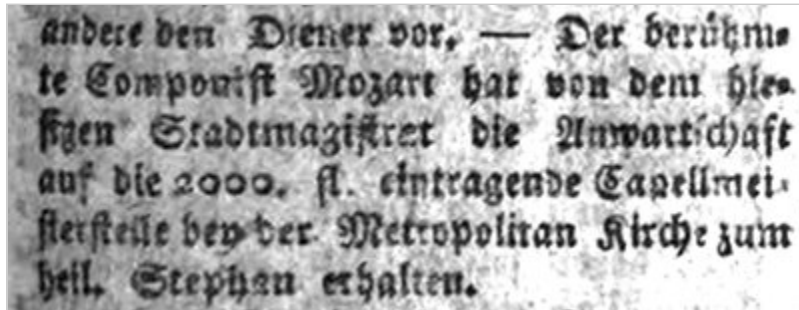 andere den Diener vor. — Der berühm-
te Componist Mozart hat von dem hie-
sigen Stadtmagistrat die Anwartschaft
auf die 2000. fl. eintragende Capellmei-
sterstelle bey der Metropolitan Kirche zum
heil. Stephan erhalten.